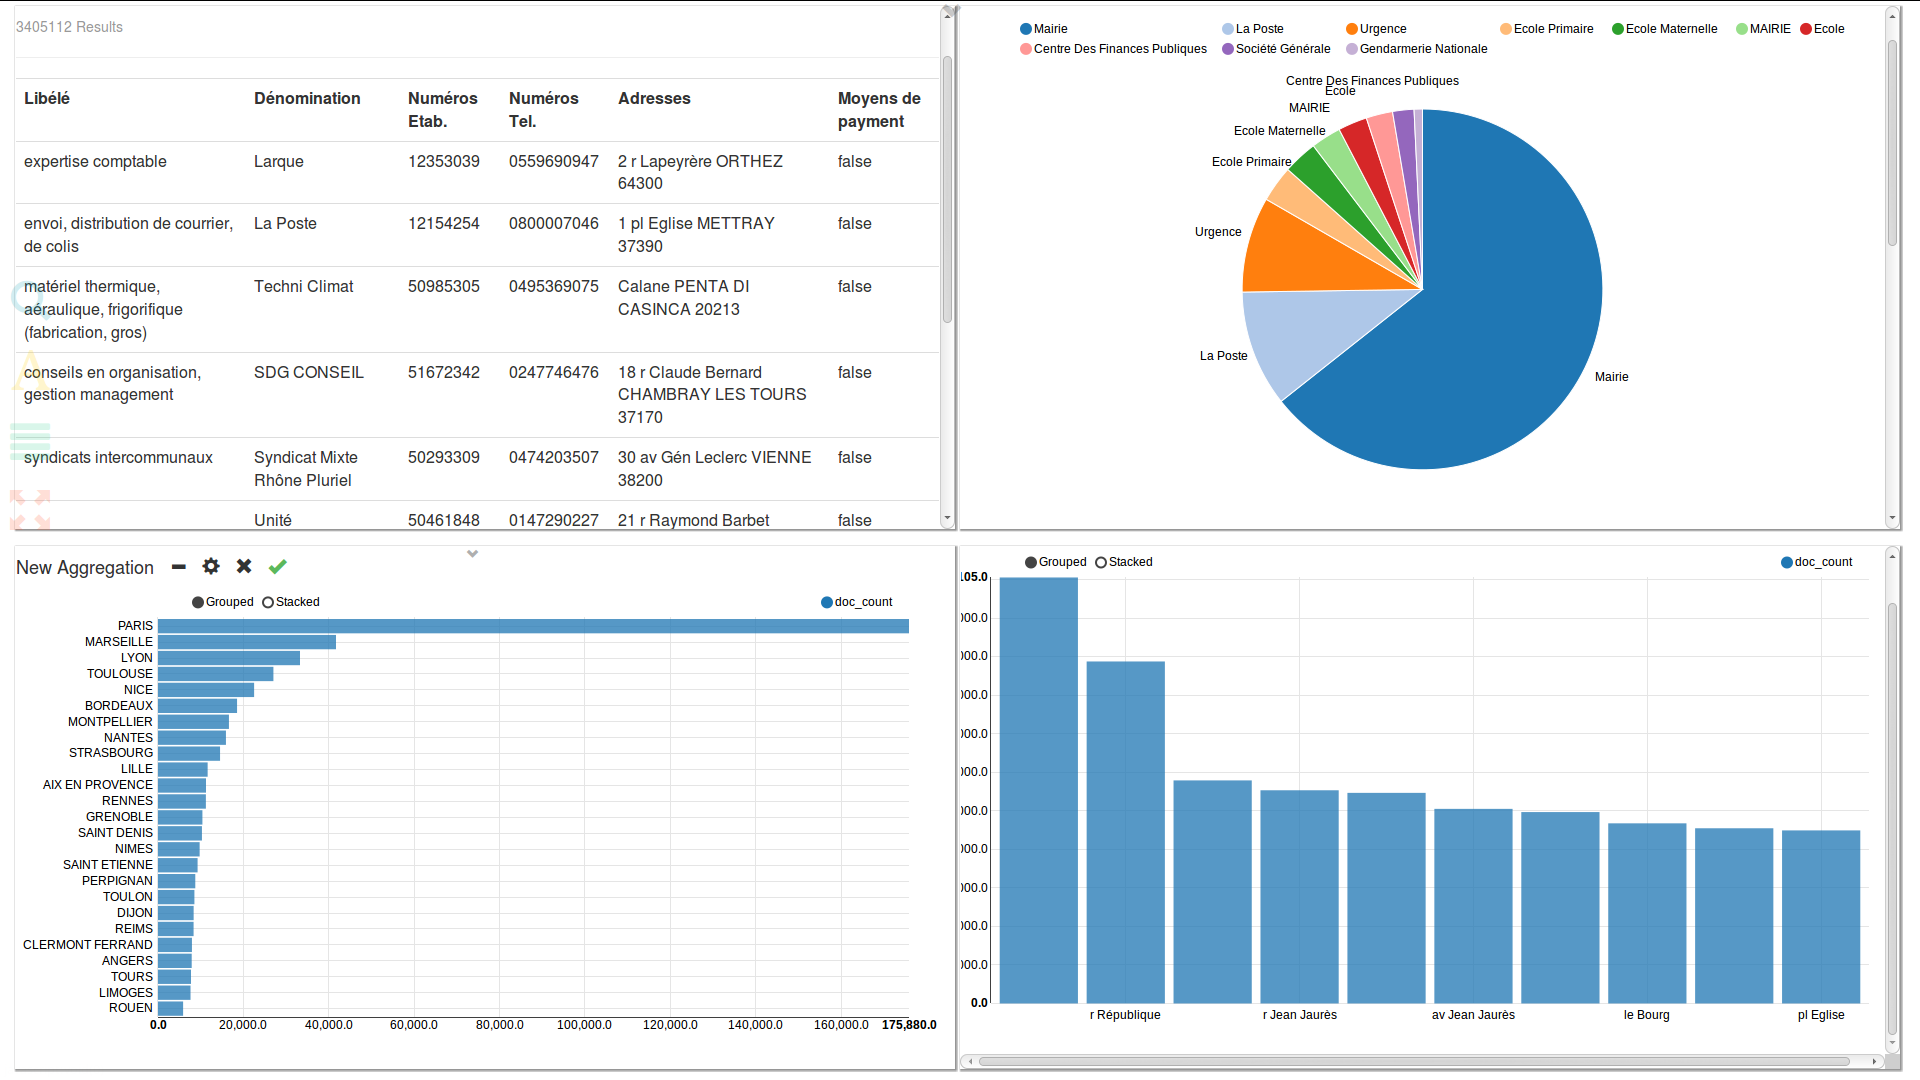 3405112 Results
Libélé Dénomination Numéros Etab. Numéros Tel. Adresses Moyens de payment
expertise comptable Larque 12353039 0559690947 2 r Lapeyrère ORTHEZ 64300 false
envoi, distribution de courrier, de colis La Poste 12154254 0800007046 1 pl Eglise METTRAY 37390 false
matériel thermique, aéraulique, frigorifique (fabrication, gros) Techni Climat 50985305 0495369075 Calane PENTA DI CASINCA 20213 false
conseils en organisation, gestion management SDG CONSEIL 51672342 0247746476 18 r Claude Bernard CHAMBRAY LES TOURS 37170 false
syndicats intercommunaux Syndicat Mixte Rhône Pluriel 50293309 0474203507 30 av Gén Leclerc VIENNE 38200 false
Unité 50461848 0147290227 21 r Raymond Barbet false
A
Mairie La Poste Urgence Ecole Primaire Ecole Maternelle MAIRIE Ecole
Centre Des Finances Publiques Société Générale Gendarmerie Nationale
Centre Des Finances Publiques
Ecole
MAIRIE
Ecole Maternelle
Ecole Primaire
Urgence
La Poste
Mairie
New Aggregation
Grouped Stacked doc_count
PARIS
MARSEILLE
LYON
TOULOUSE
NICE
BORDEAUX
MONTPELLIER
NANTES
STRASBOURG
LILLE
AIX EN PROVENCE
RENNES
GRENOBLE
SAINT DENIS
NIMES
SAINT ETIENNE
PERPIGNAN
TOULON
DIJON
REIMS
CLERMONT FERRAND
ANGERS
TOURS
LIMOGES
ROUEN
0.0 20,000.0 40,000.0 60,000.0 80,000.0 100,000.0 120,000.0 140,000.0 160,000.0 175,880.0
Grouped Stacked doc_count
105.0
000.0
000.0
000.0
000.0
000.0
000.0
000.0
000.0
000.0
000.0
0.0
r République r Jean Jaurès av Jean Jaurès le Bourg pl Eglise